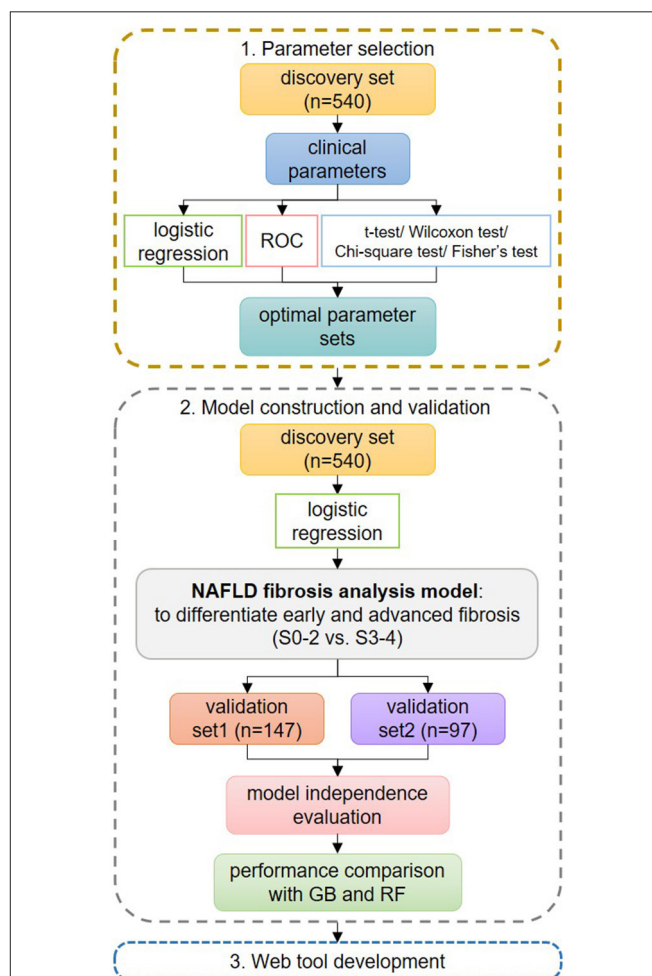 1. Parameter selection
discovery set
(n=540)
clinical
parameters
logistic
regression
ROC
t-test/ Wilcoxon test/
Chi-square test/ Fisher's test
optimal parameter
sets
2. Model construction and validation
discovery set
(n=540)
logistic
regression
NAFLD fibrosis analysis model:
to differentiate early and advanced fibrosis
(S0-2 vs. S3-4)
validation
set1 (n=147)
validation
set2 (n=97)
model independence
evaluation
performance comparison
with GB and RF
3. Web tool development